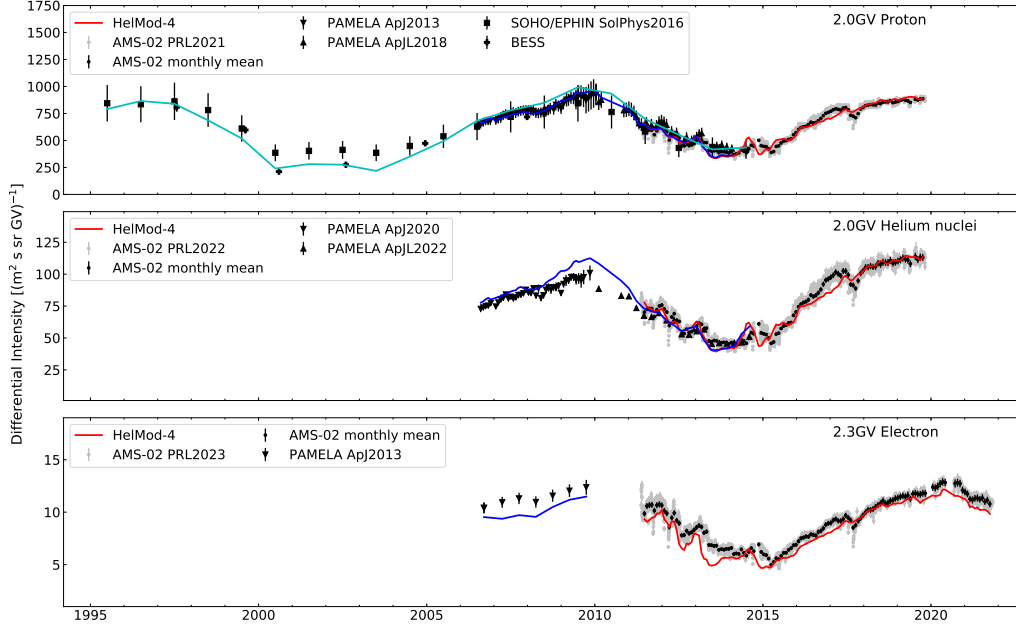 Differential Intensity [(m² s sr GV)⁻¹]
1750
1500
1250
1000
750
500
250
0
HelMod-4
AMS-02 PRL2021
AMS-02 monthly mean
PAMELA ApJ2013
PAMELA ApJL2018
SOHO/EPHIN SolPhys2016
BESS
2.0GV Proton
125
100
75
50
25
HelMod-4
AMS-02 PRL2022
AMS-02 monthly mean
PAMELA ApJ2020
PAMELA ApJL2022
2.0GV Helium nuclei
15
10
5
HelMod-4
AMS-02 PRL2023
AMS-02 monthly mean
PAMELA ApJ2013
2.3GV Electron
1995 2000 2005 2010 2015 2020